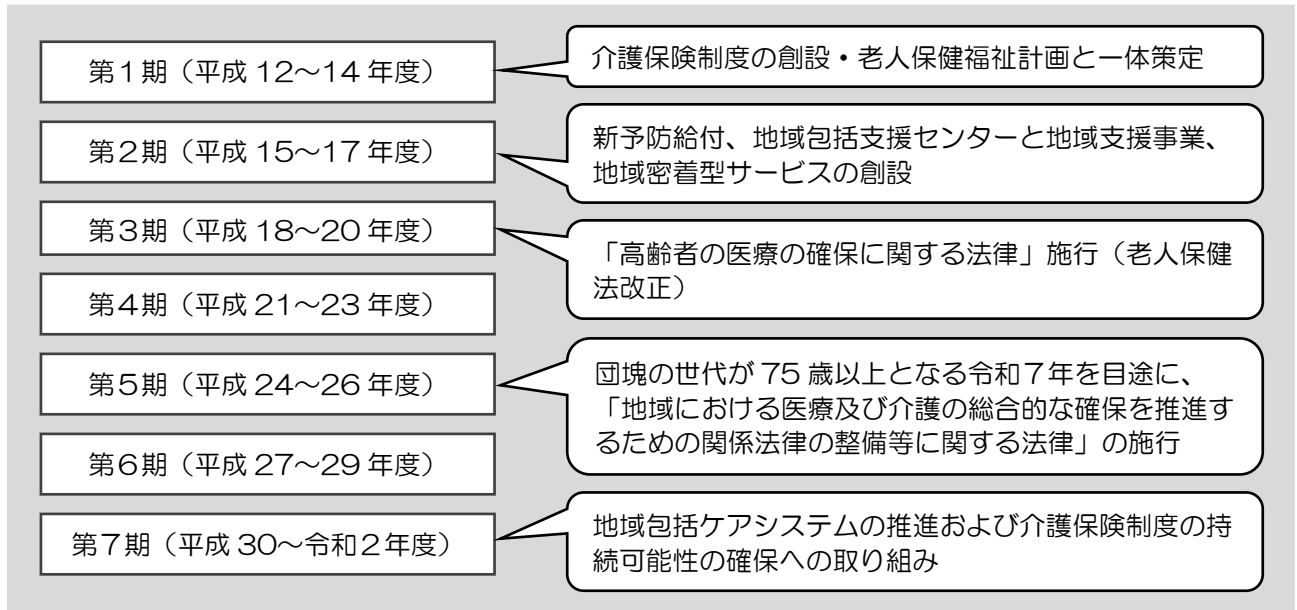 第1期（平成 12～14 年度）
介護保険制度の創設・老人保健福祉計画と一体策定
第2期（平成 15～17 年度）
新予防給付、地域包括支援センターと地域支援事業、
地域密着型サービスの創設
第3期（平成 18～20 年度）
「高齢者の医療の確保に関する法律」施行（老人保健
法改正）
第4期（平成 21～23 年度）
第5期（平成 24～26 年度）
団塊の世代が 75 歳以上となる令和7年を目途に、
「地域における医療及び介護の総合的な確保を推進す
るための関係法律の整備等に関する法律」の施行
第6期（平成 27～29 年度）
第7期（平成 30～令和2年度）
地域包括ケアシステムの推進および介護保険制度の持
続可能性の確保への取り組み